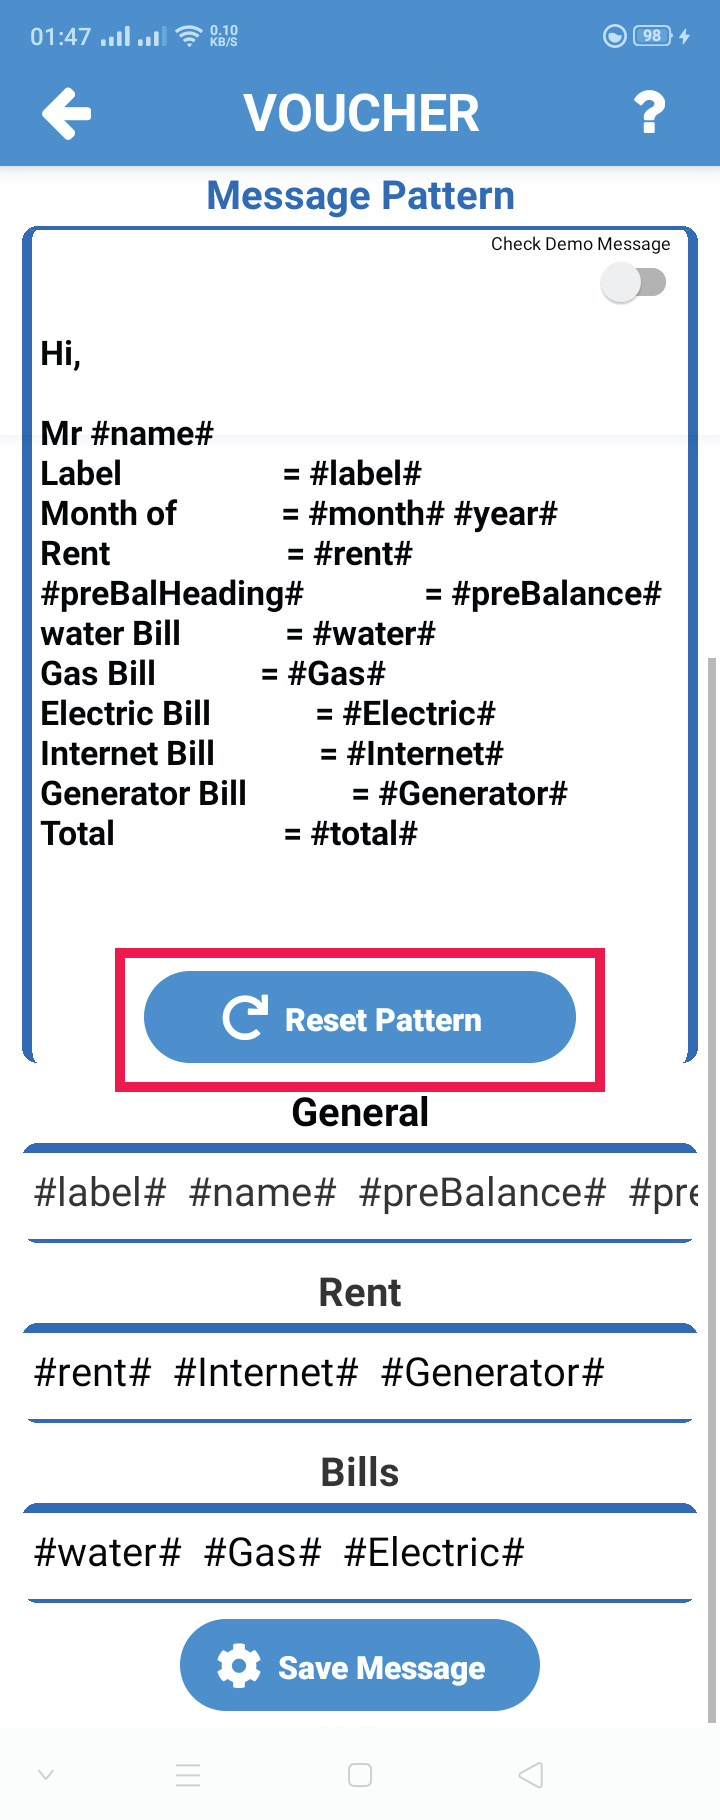 01:47 0.10 KB/S 98
VOUCHER ?
Message Pattern
Check Demo Message
Hi,
Mr #name#
Label = #label#
Month of = #month# #year#
Rent = #rent#
#preBalHeading# = #preBalance#
water Bill = #water#
Gas Bill = #Gas#
Electric Bill = #Electric#
Internet Bill = #Internet#
Generator Bill = #Generator#
Total = #total#
Reset Pattern
General
#label# #name# #preBalance# #pre
Rent
#rent# #Internet# #Generator#
Bills
#water# #Gas# #Electric#
Save Message